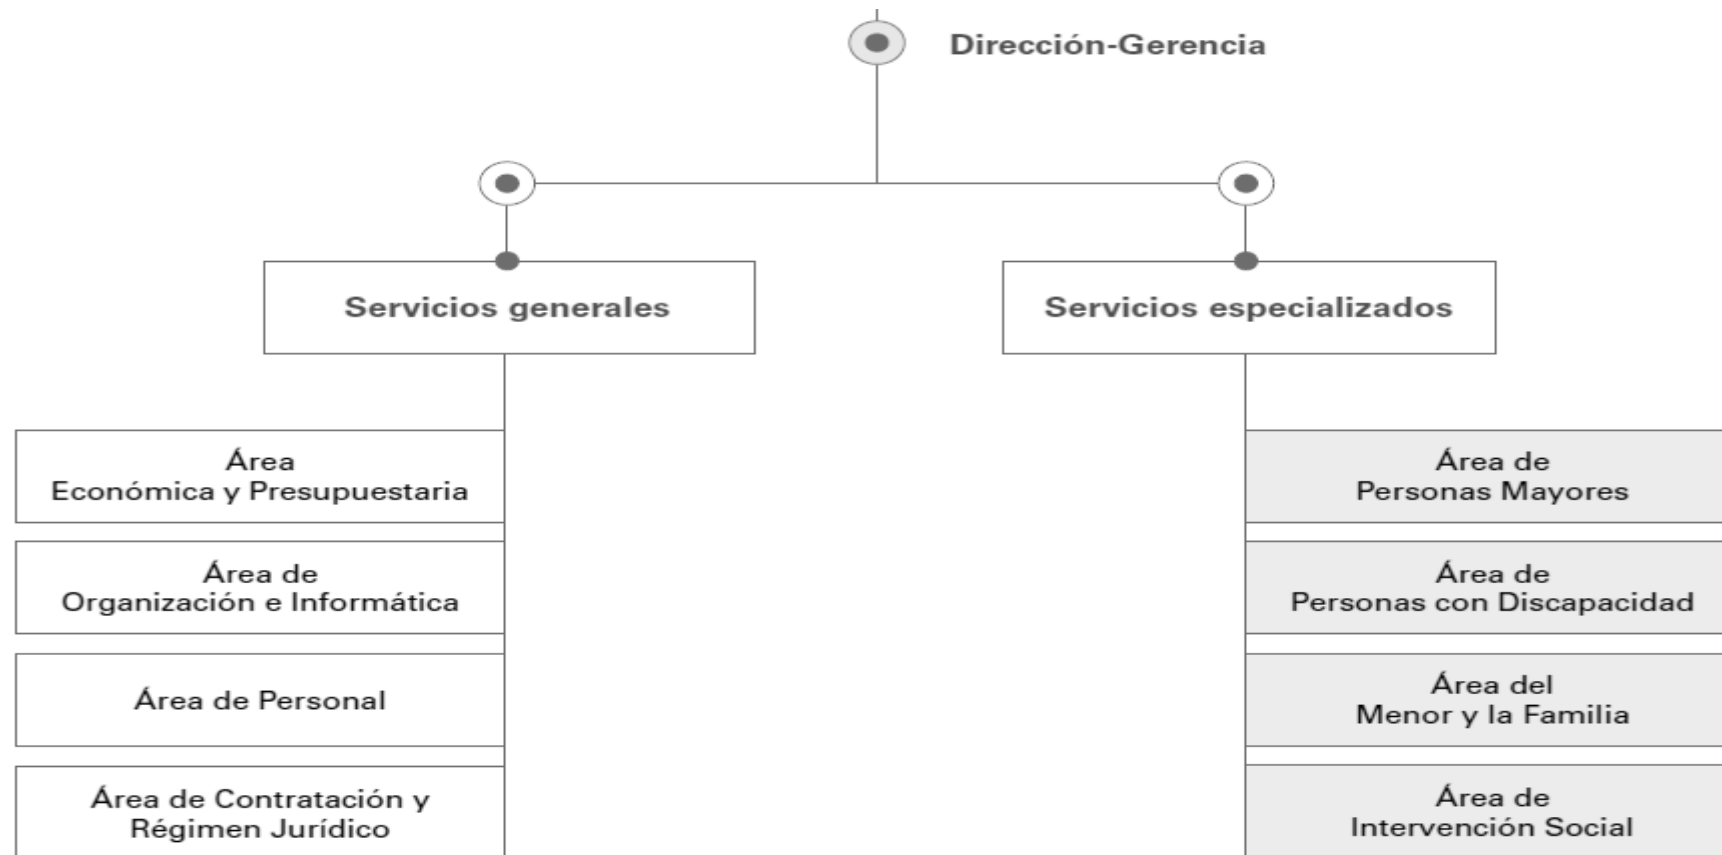 Dirección-Gerencia
Servicios generales
Servicios especializados
Área
Económica y Presupuestaria
Área de
Organización e Informática
Área de Personal
Área de Contratación y
Régimen Jurídico
Área de
Personas Mayores
Área de
Personas con Discapacidad
Área del
Menor y la Familia
Área de
Intervención Social